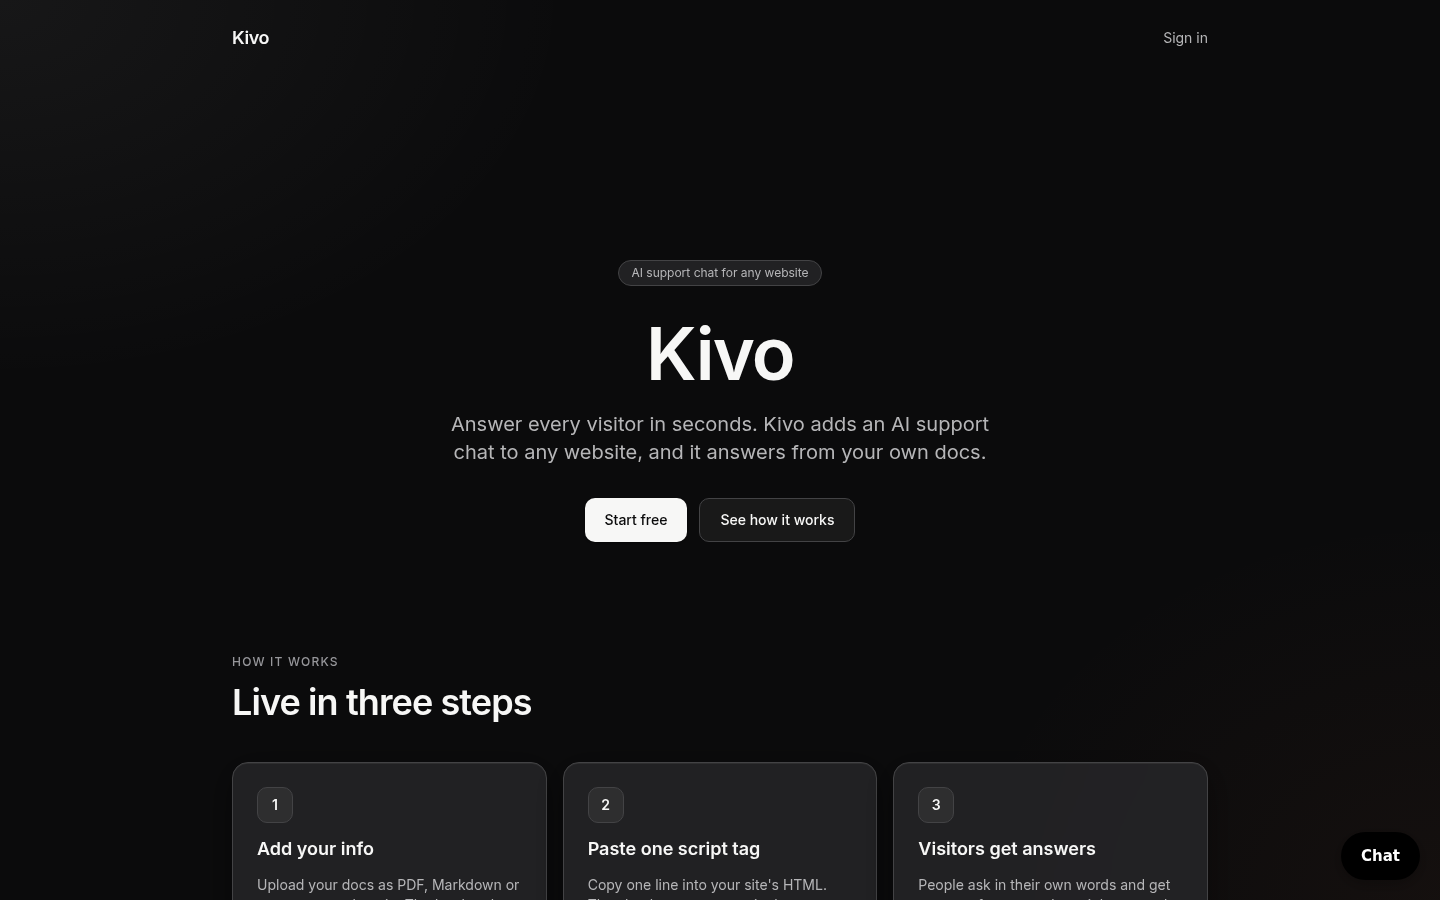 Kivo
Sign in
AI support chat for any website
Kivo
Answer every visitor in seconds. Kivo adds an AI support
chat to any website, and it answers from your own docs.
Start free
See how it works
HOW IT WORKS
Live in three steps
1
Add your info
Upload your docs as PDF, Markdown or
2
Paste one script tag
Copy one line into your site's HTML.
3
Visitors get answers
People ask in their own words and get
Chat